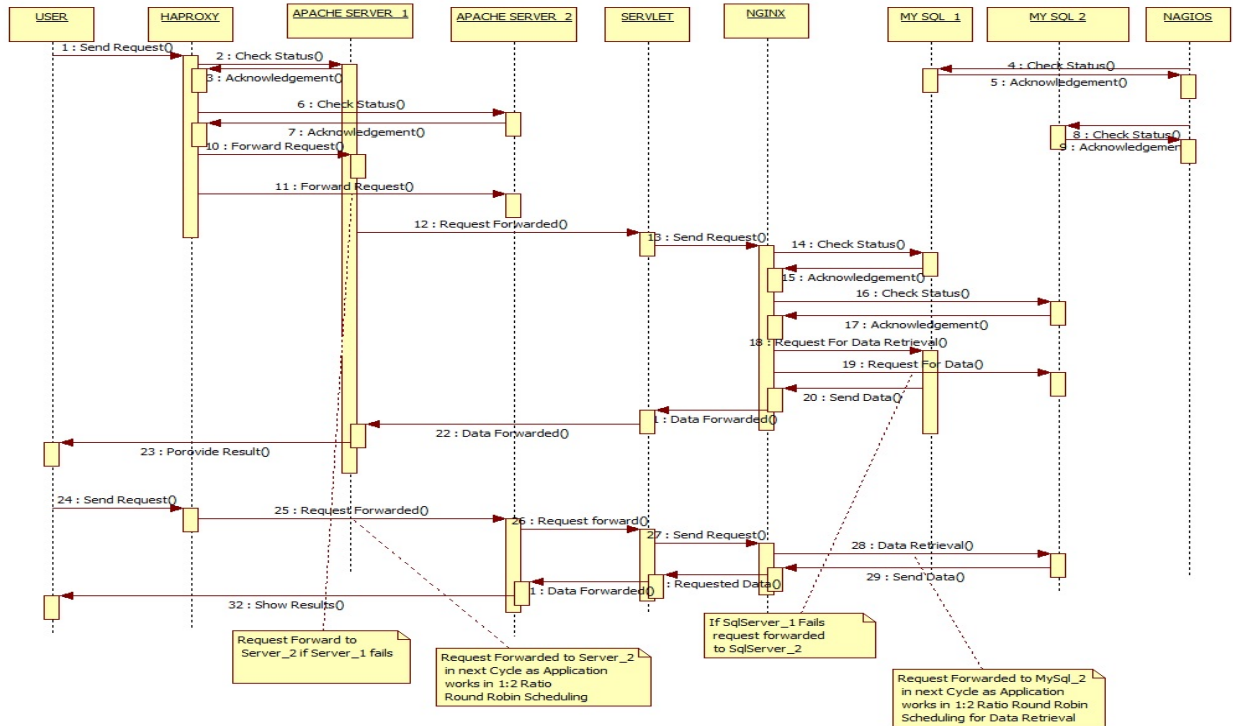 USER
HAPROXY
APACHE SERVER_1
APACHE SERVER_2
SERVLET
NGINX
MY SQL_1
MY SQL 2
NAGIOS
1 : Send Request()
2 : Check Status()
3 : Acknowledgement()
4 : Check Status()
5 : Acknowledgement()
6 : Check Status()
7 : Acknowledgement()
8 : Check Status()
9 : Acknowledgemen
10 : Forward Request()
11 : Forward Request()
12 : Request Forwarded()
13 : Send Request()
14 : Check Status()
15 : Acknowledgement()
16 : Check Status()
17 : Acknowledgement()
18 : Request For Data Retrieval()
19 : Request For Data()
20 : Send Data()
1 : Data Forwarded()
22 : Data Forwarded()
23 : Porovide Result()
24 : Send Request()
25 : Request Forwarded()
26 : Request forward()
27 : Send Request()
28 : Data Retrieval()
29 : Send Data()
: Requested Data()
1 : Data Forwarded()
32 : Show Results()
Request Forward to
Server_2 if Server_1 fails
Request Forwarded to Server_2
in next Cycle as Application
works in 1:2 Ratio
Round Robin Scheduling
If SqlServer_1 Fails
request forwarded
to SqlServer_2
Request Forwarded to MySql_2
in next Cycle as Application
works in 1:2 Ratio Round Robin
Scheduling for Data Retrieval